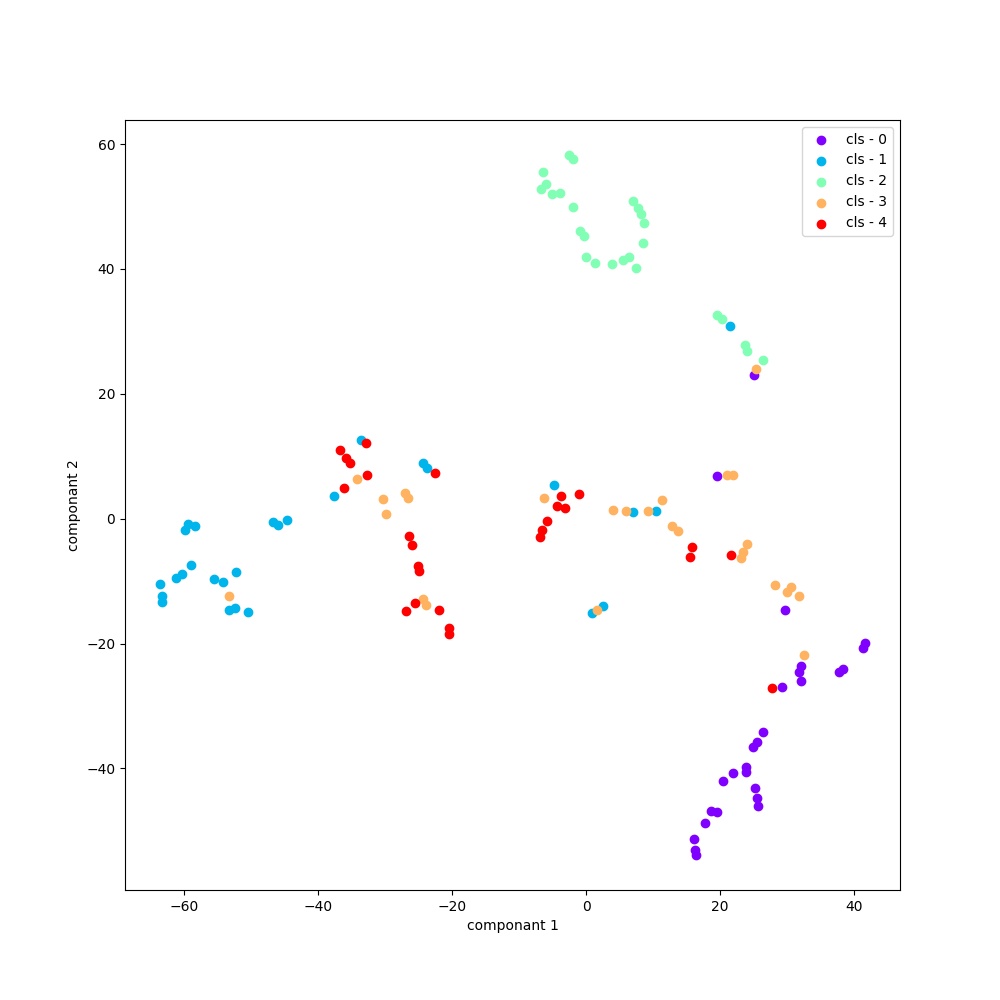 cls - 0
cls - 1
cls - 2
cls - 3
cls - 4
60
40
20
0
−20
−40
componant 2
−60 −40 −20 0 20 40
componant 1